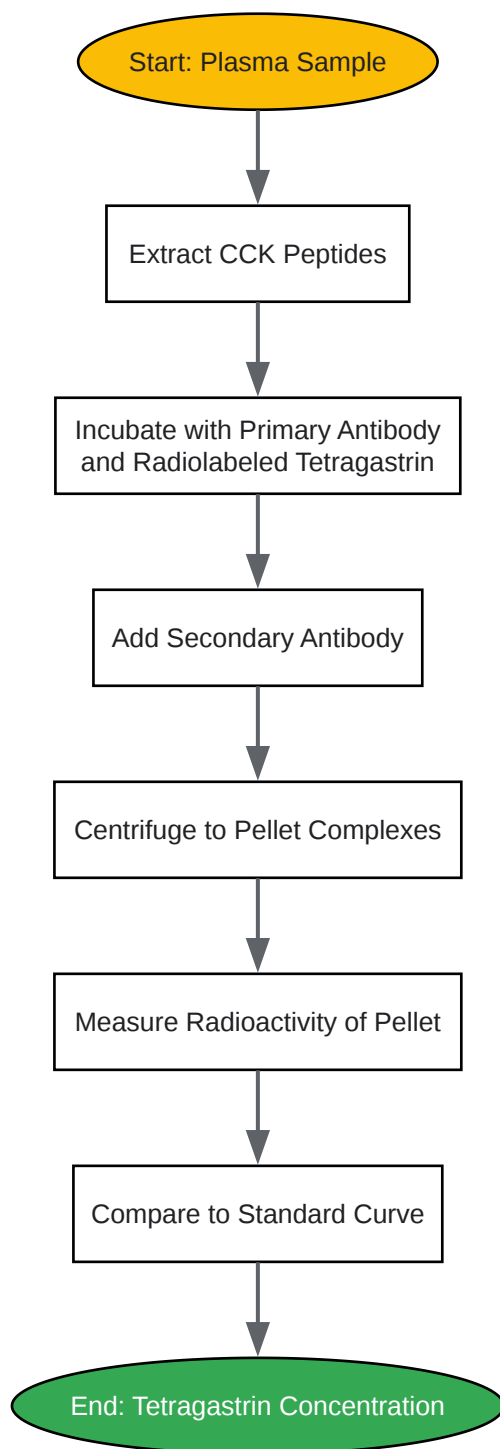 Start: Plasma Sample
Extract CCK Peptides
Incubate with Primary Antibody
and Radiolabeled Tetragastrin
Add Secondary Antibody
Centrifuge to Pellet Complexes
Measure Radioactivity of Pellet
Compare to Standard Curve
End: Tetragastrin Concentration